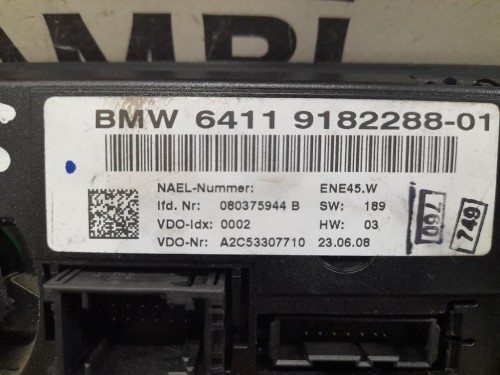 BMW 6411 9182288-01
NAEL-Nummer: ENE45.W
lfd. Nr: 080375944 B SW: 189
VDO-Idx: 0002 HW: 03
VDO-Nr: A2C53307710 23.06.08
760
749